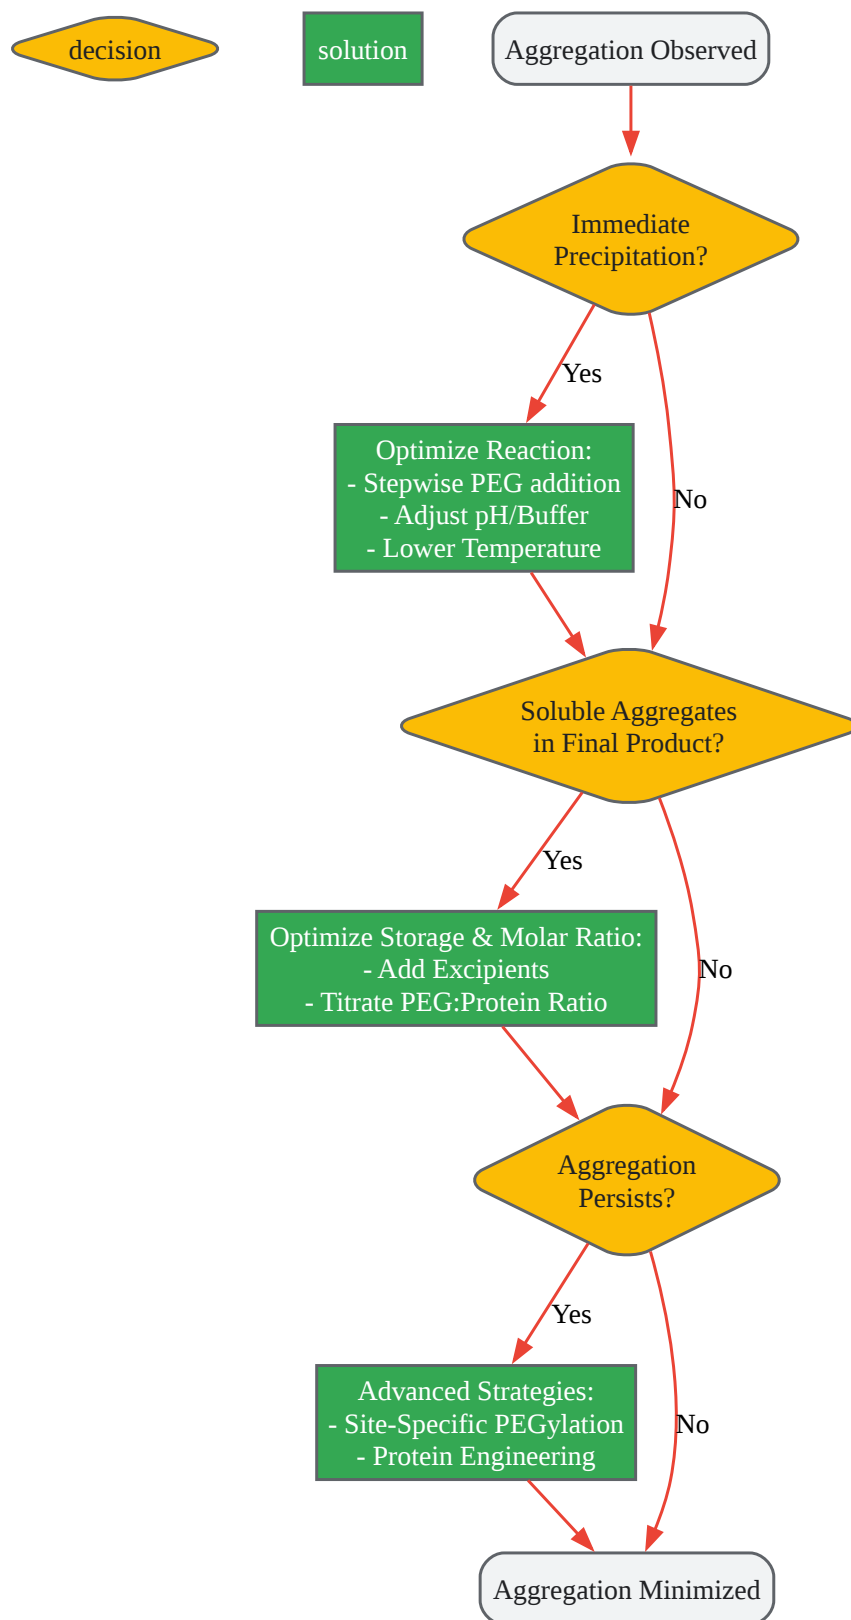 decision
solution
Aggregation Observed
Immediate
Precipitation?
Yes
Optimize Reaction:
- Stepwise PEG addition
- Adjust pH/Buffer
- Lower Temperature
No
Soluble Aggregates
in Final Product?
Yes
Optimize Storage & Molar Ratio:
- Add Excipients
- Titrate PEG:Protein Ratio
No
Aggregation
Persists?
Yes
Advanced Strategies:
- Site-Specific PEGylation
- Protein Engineering
No
Aggregation Minimized